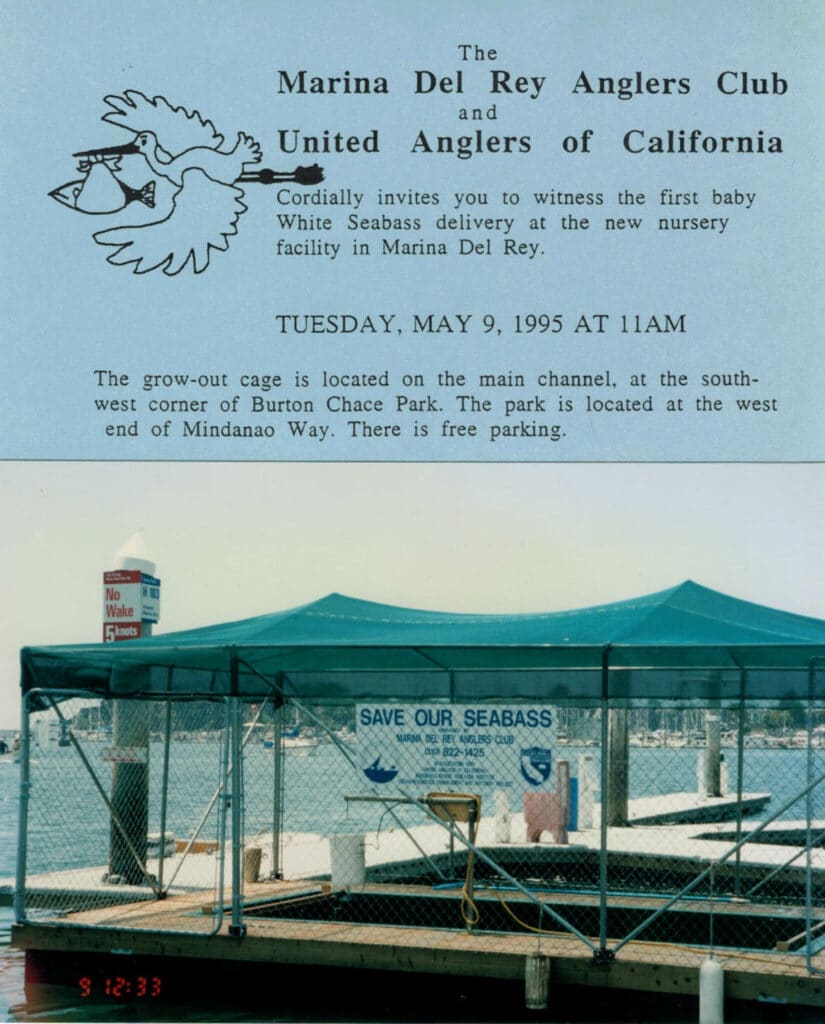 The
Marina Del Rey Anglers Club
and
United Anglers of California
Cordially invites you to witness the first baby
White Seabass delivery at the new nursery
facility in Marina Del Rey.
TUESDAY, MAY 9, 1995 AT 11AM
The grow-out cage is located on the main channel, at the south-
west corner of Burton Chace Park. The park is located at the west
end of Mindanao Way. There is free parking.
No
Wake
5 knots
H 103
SAVE OUR SEABASS
MARINA DEL REY ANGLERS CLUB
(310) 822-1425
9 12:33